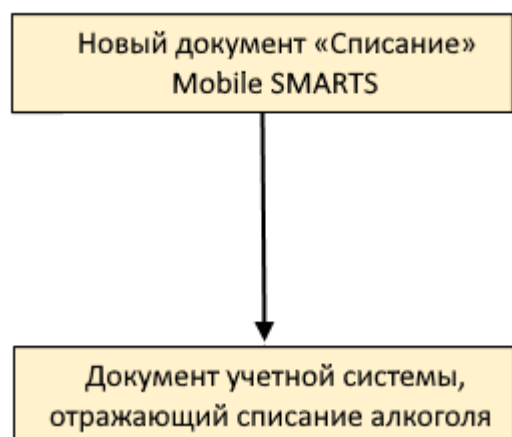 Новый документ «Списание»
Mobile SMARTS
Документ учетной системы,
отражающий списание алкоголя